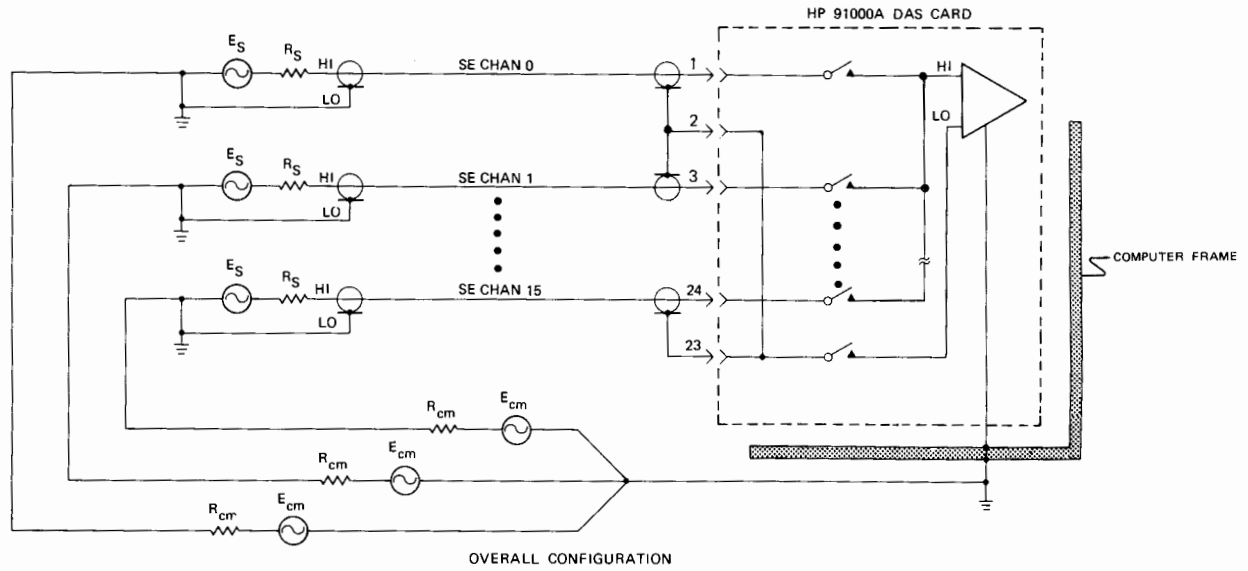 HP 91000A DAS CARD
E_S
R_S
HI
LO
SE CHAN 0
1
2
HI
LO
E_S
R_S
HI
LO
SE CHAN 1
3
COMPUTER FRAME
E_S
R_S
HI
LO
SE CHAN 15
24
23
R_cm
E_cm
R_cm
E_cm
R_cm
E_cm
OVERALL CONFIGURATION